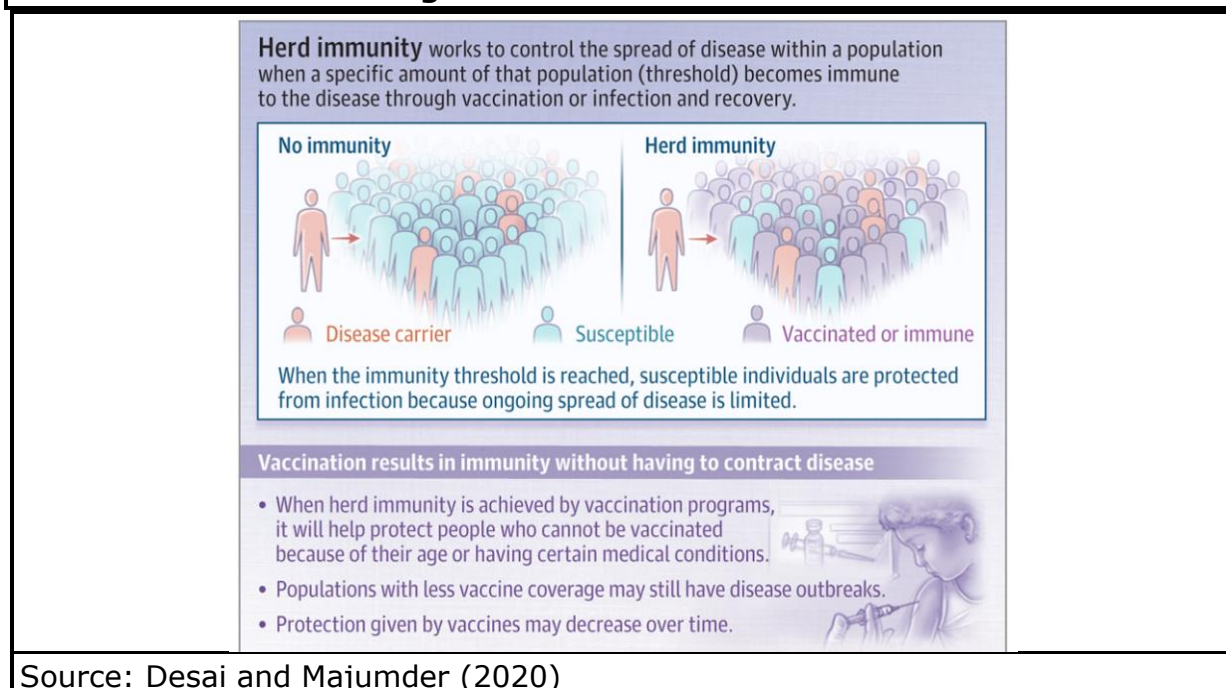 Herd immunity works to control the spread of disease within a population
when a specific amount of that population (threshold) becomes immune
to the disease through vaccination or infection and recovery.
No immunity
Herd immunity
Disease carrier
Susceptible
Vaccinated or immune
When the immunity threshold is reached, susceptible individuals are protected
from infection because ongoing spread of disease is limited.
Vaccination results in immunity without having to contract disease
• When herd immunity is achieved by vaccination programs,
it will help protect people who cannot be vaccinated
because of their age or having certain medical conditions.
• Populations with less vaccine coverage may still have disease outbreaks.
• Protection given by vaccines may decrease over time.
Source: Desai and Majumder (2020)